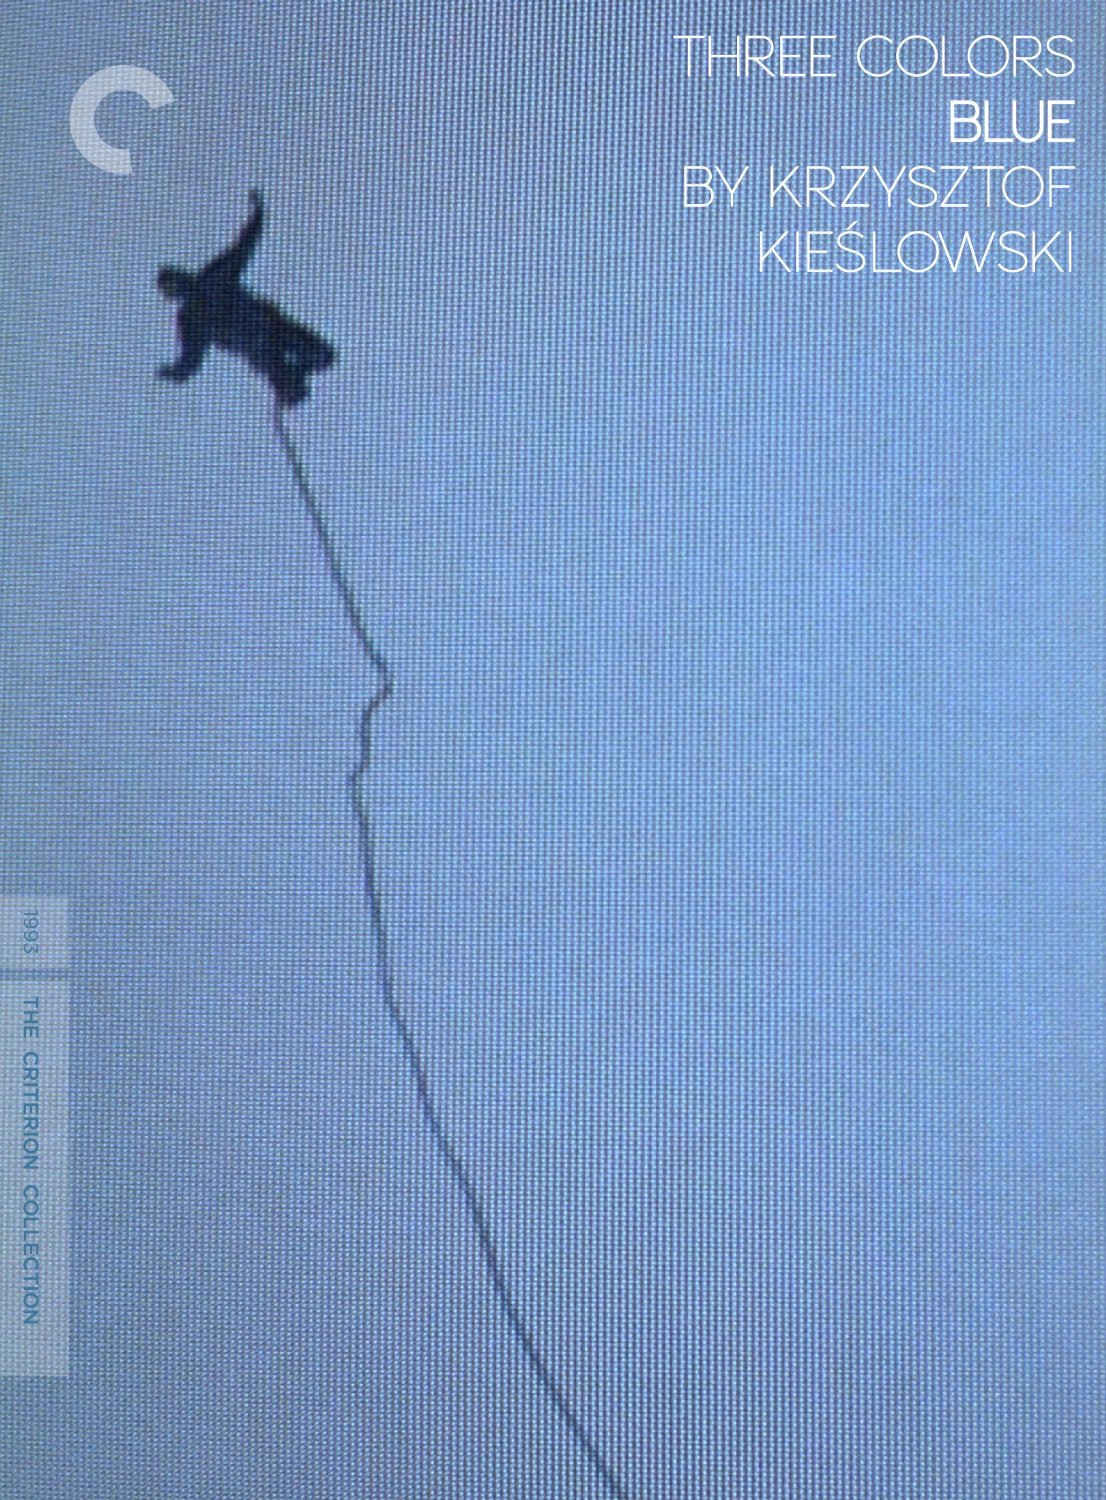 THREE COLORS
BLUE
BY KRZYSZTOF
KIEŚLOWSKI
1993
THE CRITERION COLLECTION